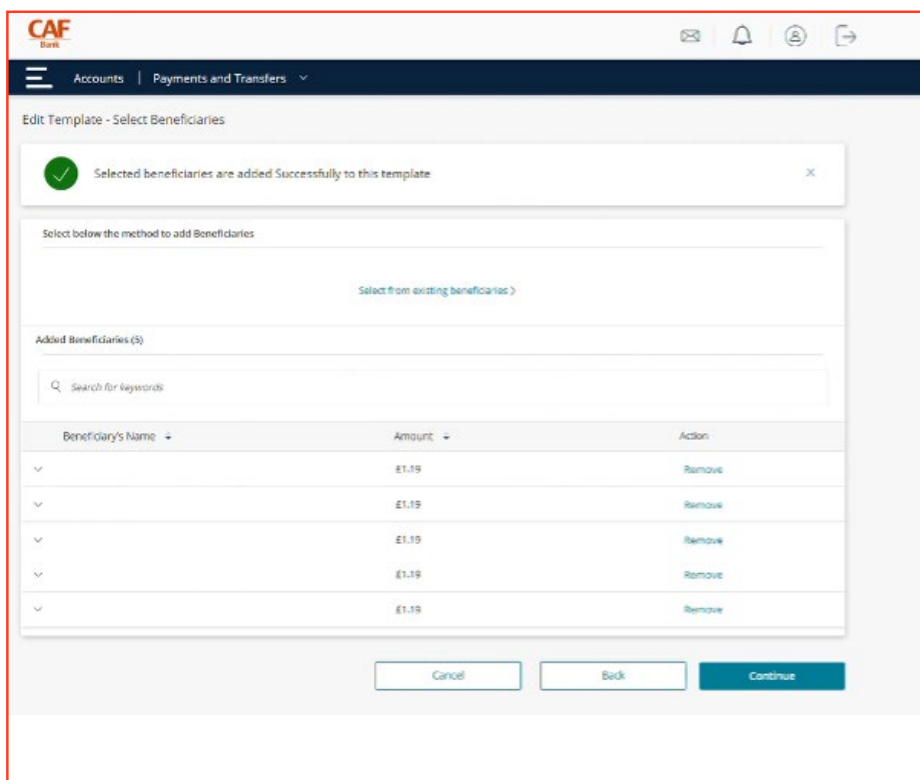 CAF
Bank
Accounts | Payments and Transfers
Edit Template - Select Beneficiaries
Selected beneficiaries are added Successfully to this template
Select below the method to add Beneficiaries
Select from existing beneficiaries >
Added Beneficiaries (5)
Search for keywords
Beneficiary's Name Amount Action
£1.19 Remove
£1.19 Remove
£1.19 Remove
£1.19 Remove
£1.19 Remove
Cancel Back Continue